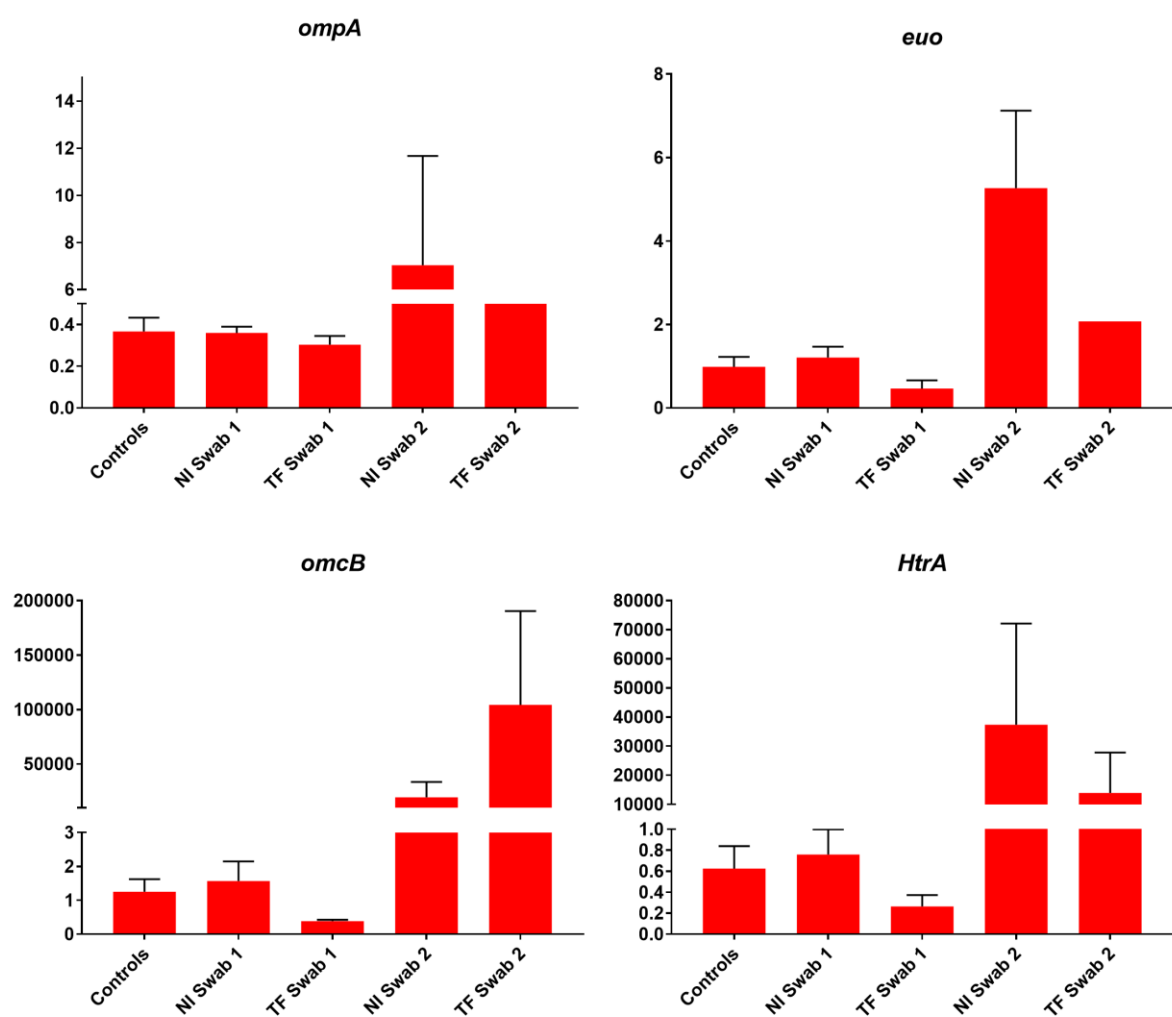 ompA
14
12
10
8
6
0.4
0.2
0.0
Controls
NI Swab 1
TF Swab 1
NI Swab 2
TF Swab 2
euo
8
6
4
2
0
Controls
NI Swab 1
TF Swab 1
NI Swab 2
TF Swab 2
omcB
200000
150000
100000
50000
3
2
1
0
Controls
NI Swab 1
TF Swab 1
NI Swab 2
TF Swab 2
HtrA
80000
70000
60000
50000
40000
30000
20000
10000
1.0
0.8
0.6
0.4
0.2
0.0
Controls
NI Swab 1
TF Swab 1
NI Swab 2
TF Swab 2